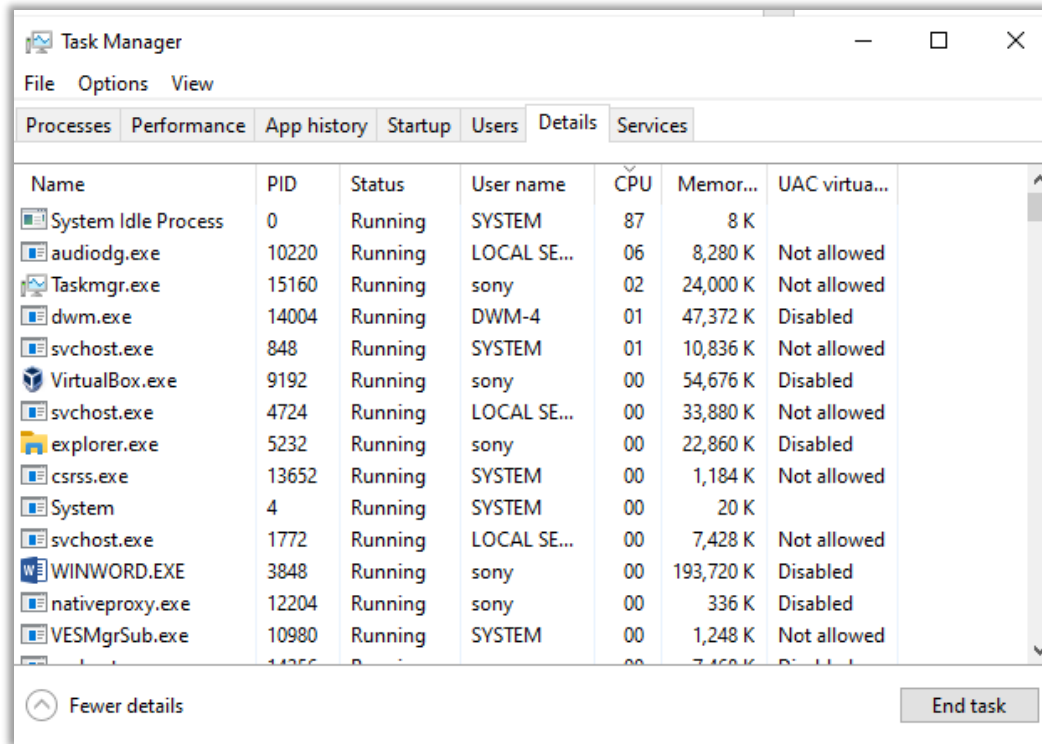 Task Manager
File Options View
Processes Performance App history Startup Users Details Services
Name PID Status User name CPU Memor... UAC virtua...
System Idle Process 0 Running SYSTEM 87 8 K
audiodg.exe 10220 Running LOCAL SE... 06 8,280 K Not allowed
Taskmgr.exe 15160 Running sony 02 24,000 K Not allowed
dwm.exe 14004 Running DWM-4 01 47,372 K Disabled
svchost.exe 848 Running SYSTEM 01 10,836 K Not allowed
VirtualBox.exe 9192 Running sony 00 54,676 K Disabled
svchost.exe 4724 Running LOCAL SE... 00 33,880 K Not allowed
explorer.exe 5232 Running sony 00 22,860 K Disabled
csrss.exe 13652 Running SYSTEM 00 1,184 K Not allowed
System 4 Running SYSTEM 00 20 K
svchost.exe 1772 Running LOCAL SE... 00 7,428 K Not allowed
WINWORD.EXE 3848 Running sony 00 193,720 K Disabled
nativeproxy.exe 12204 Running sony 00 336 K Disabled
VESMgrSub.exe 10980 Running SYSTEM 00 1,248 K Not allowed
Fewer details End task